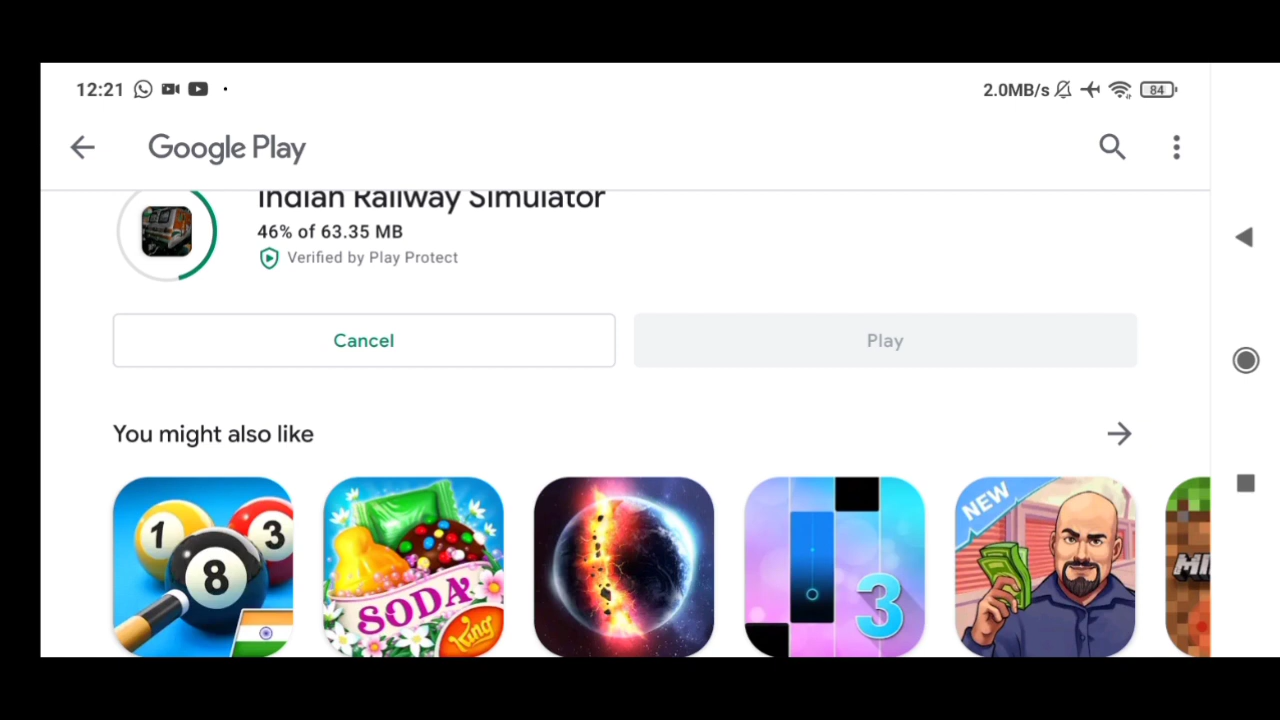 12:21
2.0MB/s
84
Google Play
Indian Railway Simulator
46% of 63.35 MB
Verified by Play Protect
Cancel
Play
You might also like
1
3
8
SODA
King
3
NEW